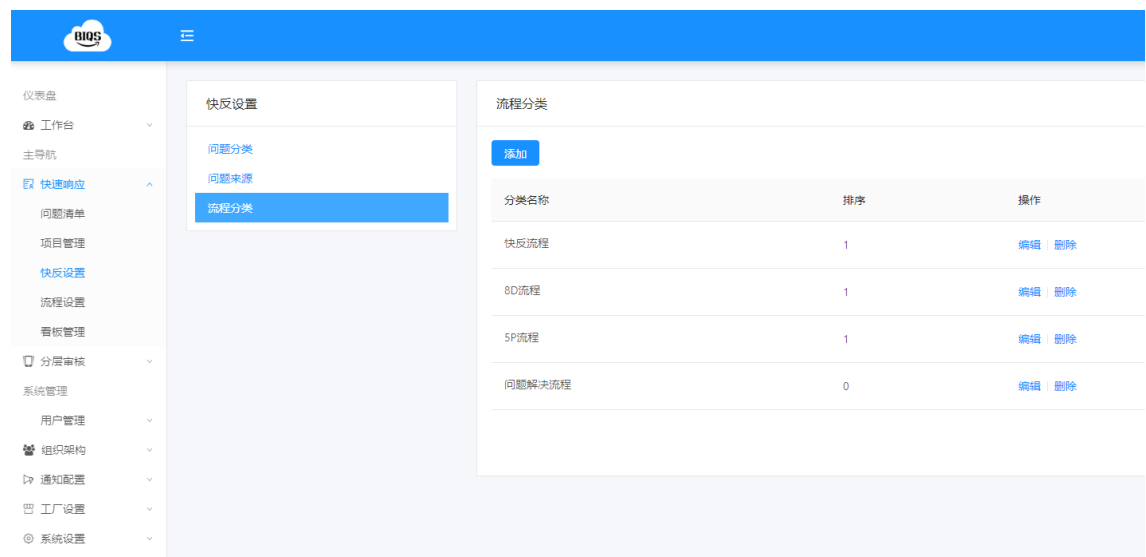 BIQS
仪表盘
工作台
主导航
快速响应
问题清单
项目管理
快反设置
流程设置
看板管理
分层审核
系统管理
用户管理
组织架构
通知配置
工厂设置
系统设置
快反设置
问题分类
问题来源
流程分类
流程分类
添加
分类名称 排序 操作
快反流程 1 编辑 删除
8D流程 1 编辑 删除
5P流程 1 编辑 删除
问题解决流程 0 编辑 删除